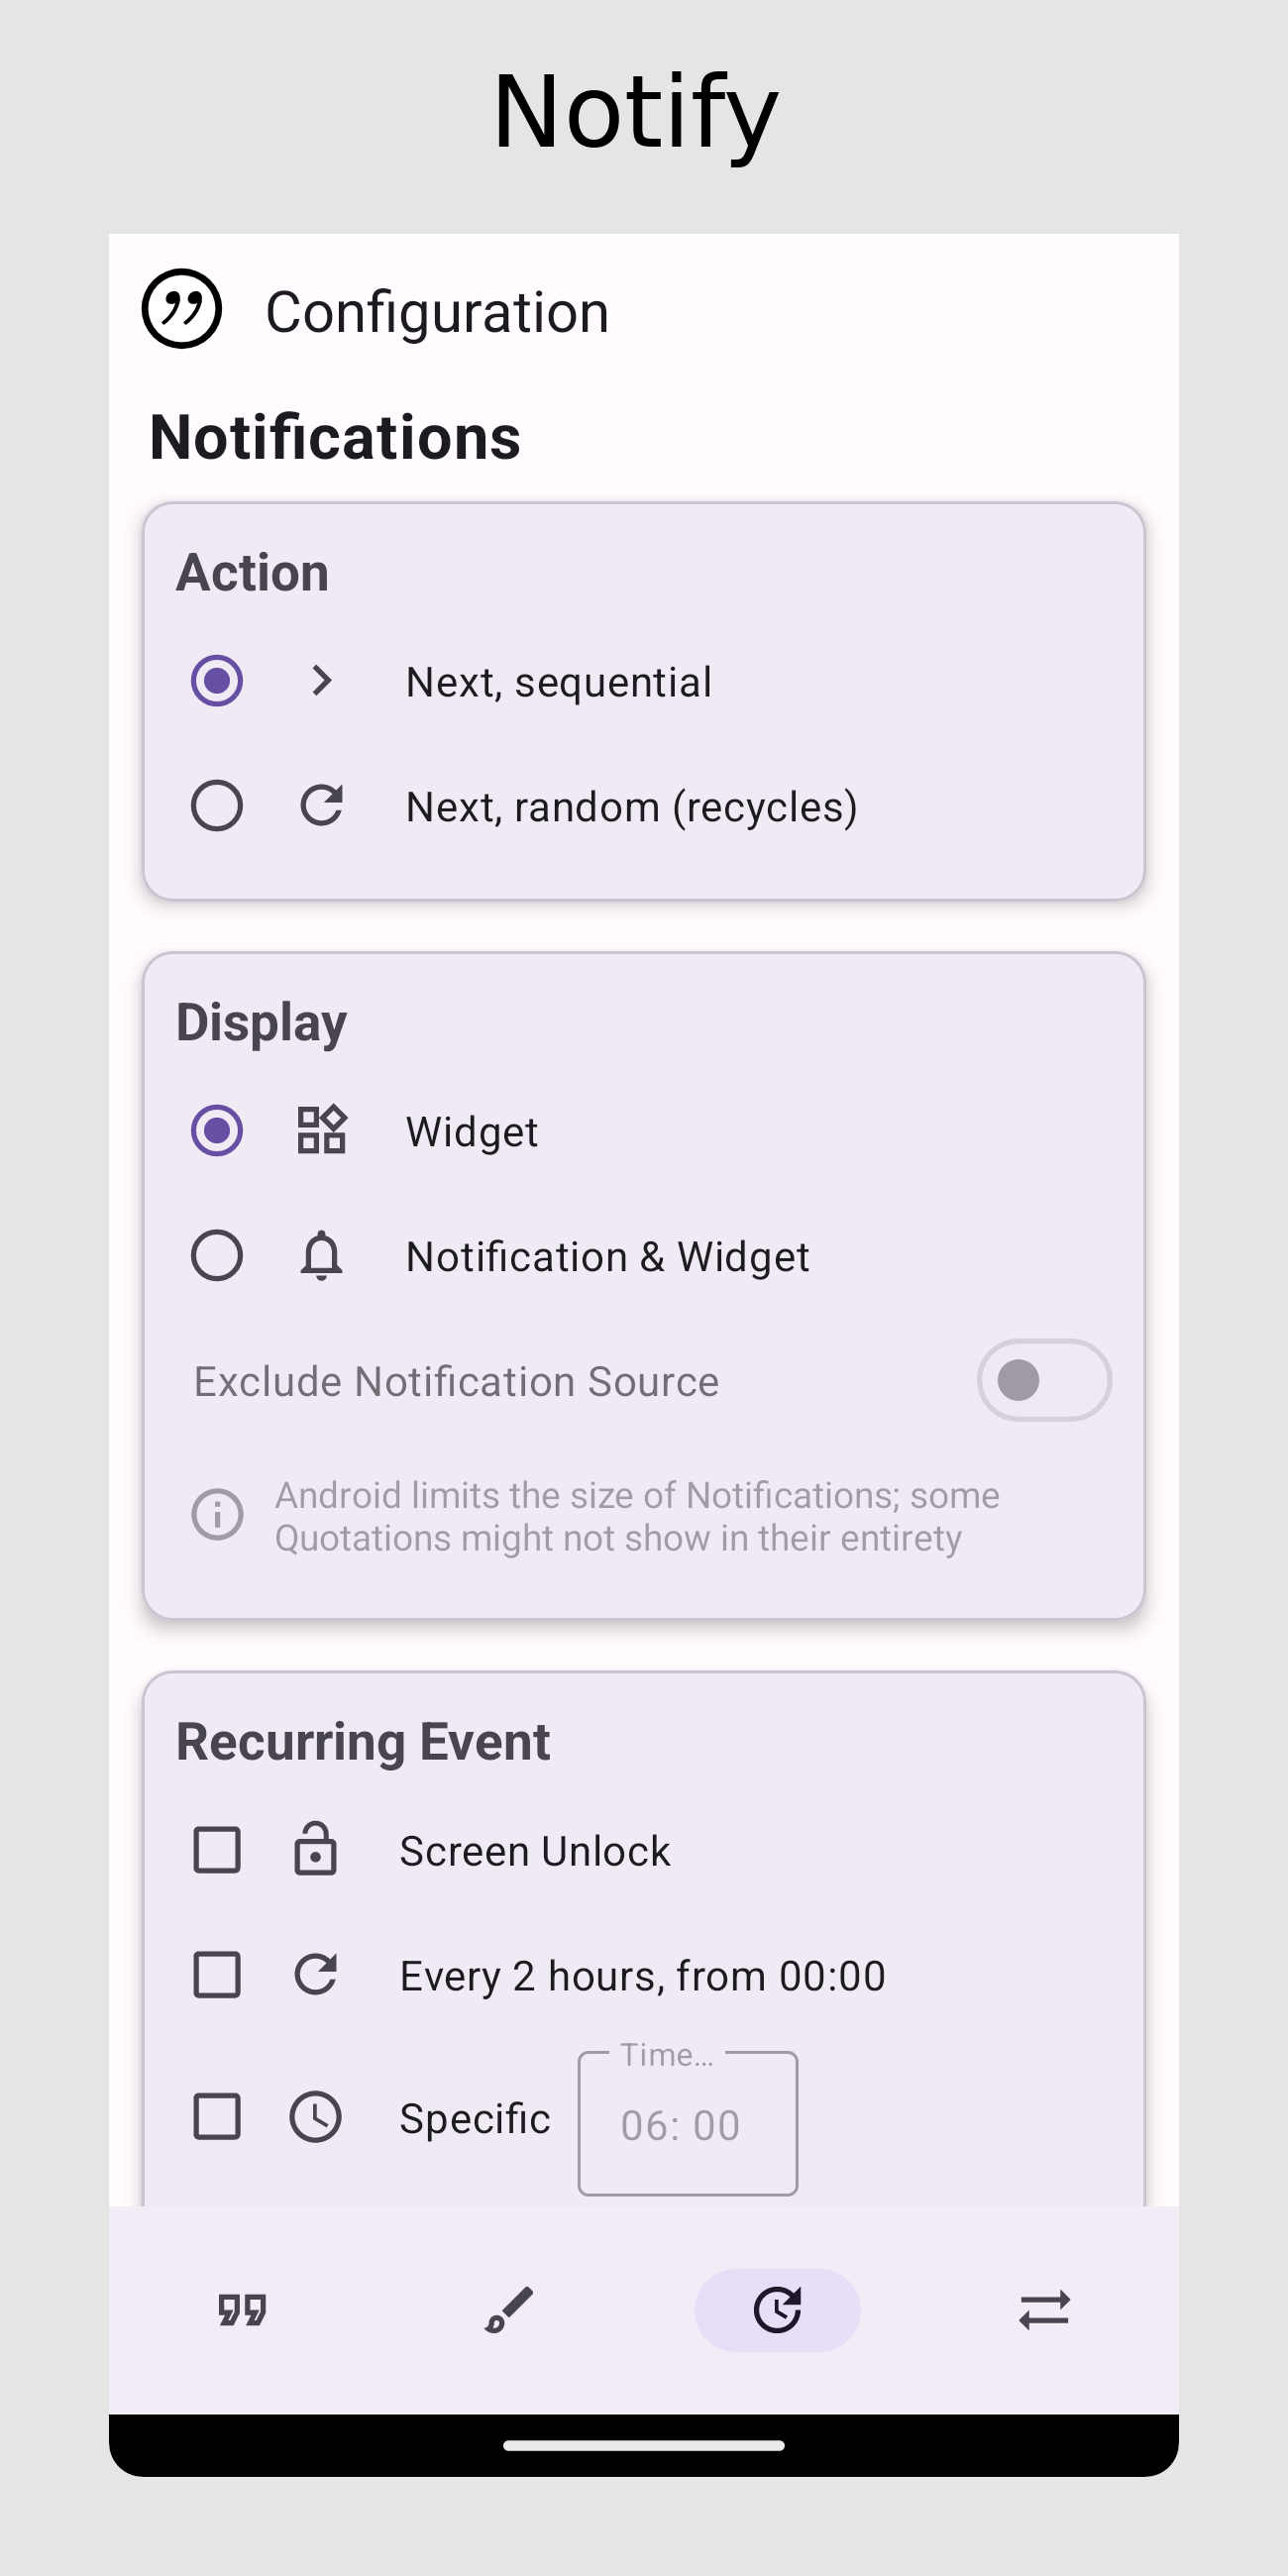 Notify
Configuration
Notifications
Action
Next, sequential
Next, random (recycles)
Display
Widget
Notification & Widget
Exclude Notification Source
Android limits the size of Notifications; some
Quotations might not show in their entirety
Recurring Event
Screen Unlock
Every 2 hours, from 00:00
Time…
Specific 06: 00